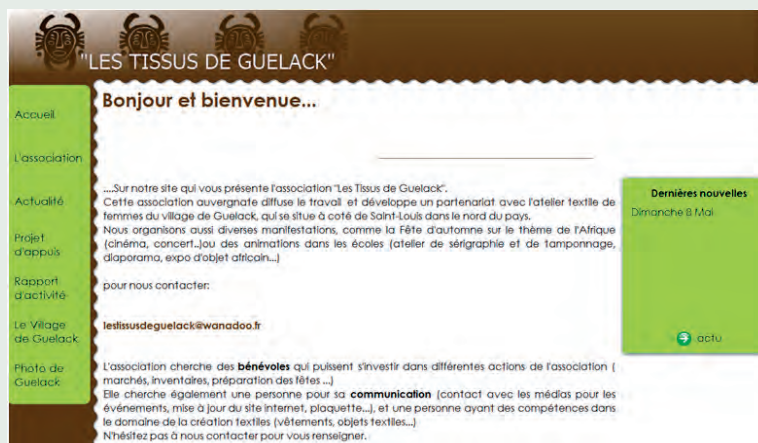 "LES TISSUS DE GUELACK"
Accueil
L'association
Actualité
Projet
d'appuis
Rapport
d'activité
Le Village
de Guelack
Photo de
Guelack
Bonjour et bienvenue...
....Sur notre site qui vous présente l'association "Les Tissus de Guelack".
Cette association auvergnate diffuse le travail et développe un partenariat avec l'atelier textile de
femmes du village de Guelack, qui se situe à coté de Saint-Louis dans le nord du pays.
Nous organisons aussi diverses manifestations, comme la Fête d'automne sur le thème de l'Afrique
(cinéma, concert..)ou des animations dans les écoles (atelier de sérigraphie et de tamponnage,
diaporama, expo d'objet africain...)
pour nous contacter:
lestissusdeguelack@wanadoo.fr
L'association cherche des bénévoles qui puissent s'investir dans différentes actions de l'association (
marchés, inventaires, préparation des fêtes ...)
Elle cherche également une personne pour sa communication (contact avec les médias pour les
événements, mise à jour du site internet, plaquette...), et une personne ayant des compétences dans
le domaine de la création textiles (vêtements, objets textiles...)
N'hésitez pas à nous contacter pour vous renseigner.
Dernières nouvelles
Dimanche 8 Mai
actu